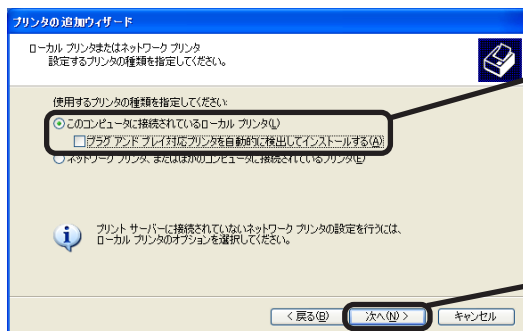 プリンタの追加ウィザード
ローカル プリンタまたはネットワーク プリンタ
設定するプリンタの種類を指定してください。
使用するプリンタの種類を指定してください:
このコンピュータに接続されているローカル プリンタ(L)
プラグ アンド プレイ対応プリンタを自動的に検出してインストールする(A)
ネットワーク プリンタ、またはほかのコンピュータに接続されているプリンタ(E)
プリント サーバーに接続されていないネットワーク プリンタの設定を行うには、
ローカル プリンタのオプションを選択してください。
< 戻る(B) 次へ(N) > キャンセル